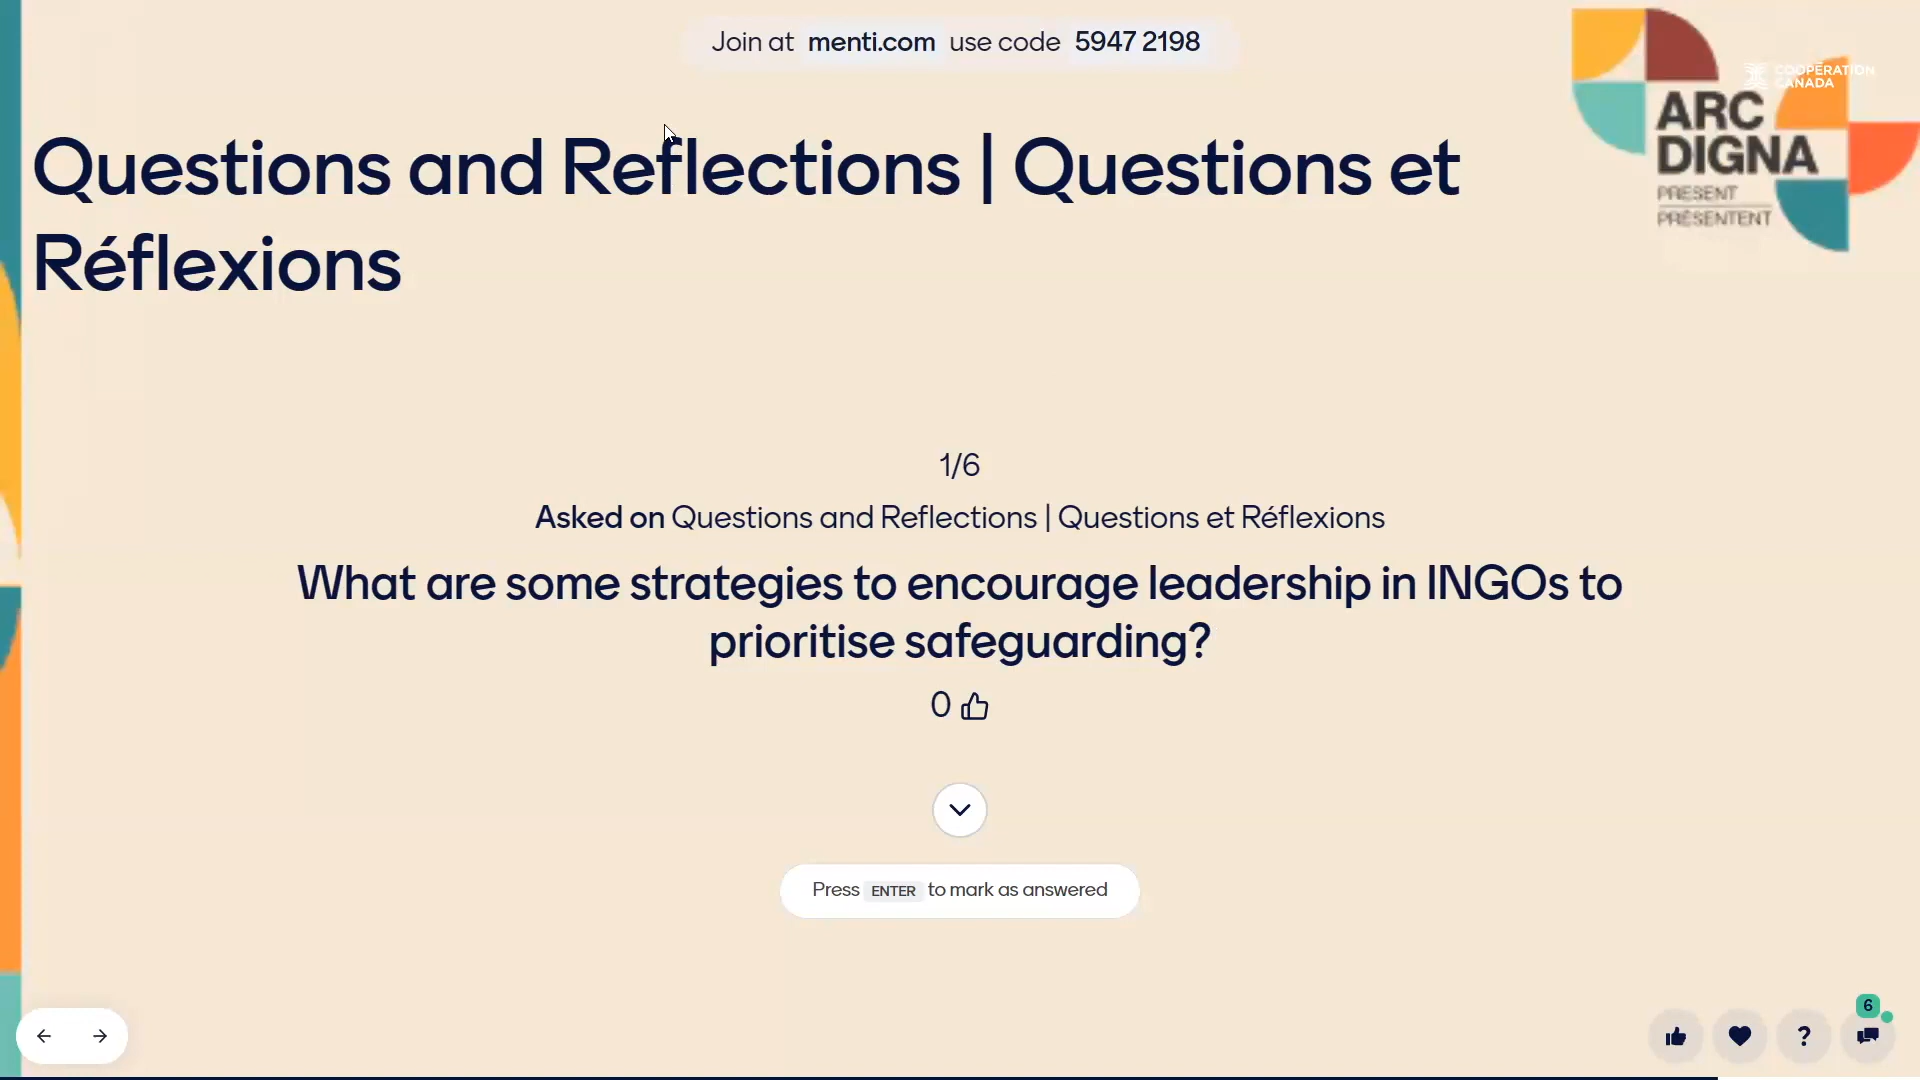 Join at menti.com use code 5947 2198
COOPÉRATION
CANADA
ARC
DIGNA
PRESENT
PRÉSENTENT
Questions and Reflections | Questions et
Réflexions
1/6
Asked on Questions and Reflections | Questions et Réflexions
What are some strategies to encourage leadership in INGOs to
prioritise safeguarding?
0
Press ENTER to mark as answered
6
?